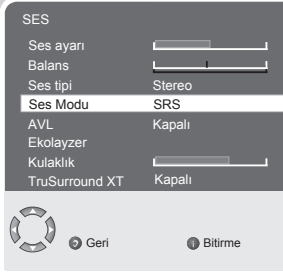 SES
Ses ayarı
Balans
Ses tipi Stereo
Ses Modu SRS
AVL Kapalı
Ekolayzer
Kulaklık
TruSurround XT Kapalı
Geri Bitirme